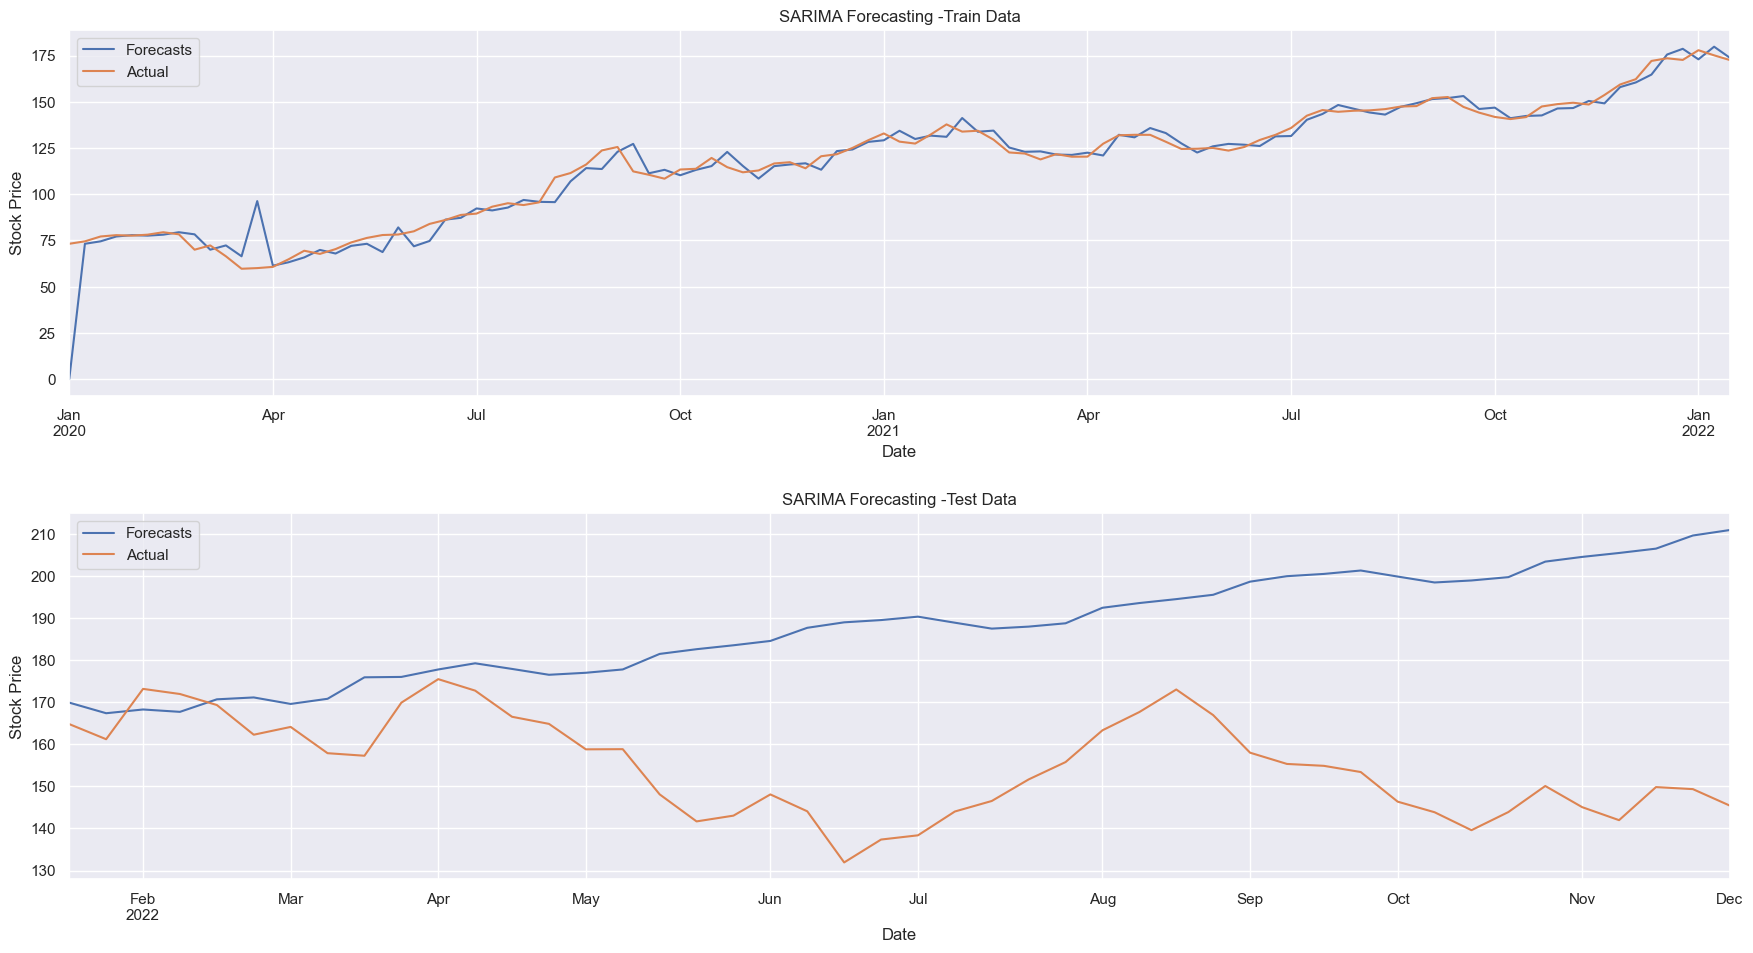 SARIMA Forecasting -Train Data
Forecasts
Actual
175
150
125
100
75
50
25
0
Stock Price
Jan Apr Jul Oct Jan Apr Jul Oct Jan
2020 2021 2022
Date
SARIMA Forecasting -Test Data
Forecasts
Actual
210
200
190
180
170
160
150
140
130
Stock Price
Feb Mar Apr May Jun Jul Aug Sep Oct Nov Dec
2022
Date